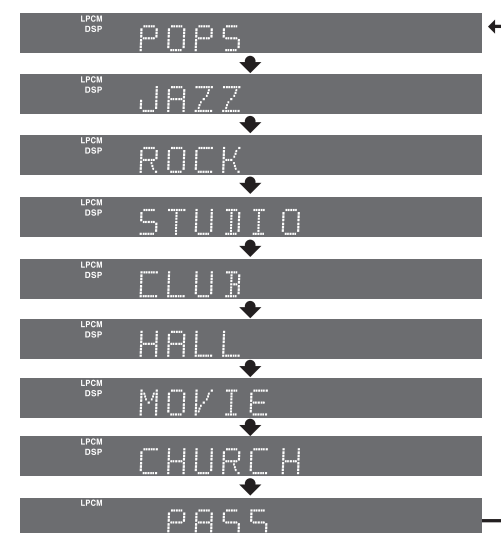 LPCM
DSP
POPS
LPCM
DSP
JAZZ
LPCM
DSP
ROCK
LPCM
DSP
STUDIO
LPCM
DSP
CLUB
LPCM
DSP
HALL
LPCM
DSP
MOVIE
LPCM
DSP
CHURCH
LPCM
PASS